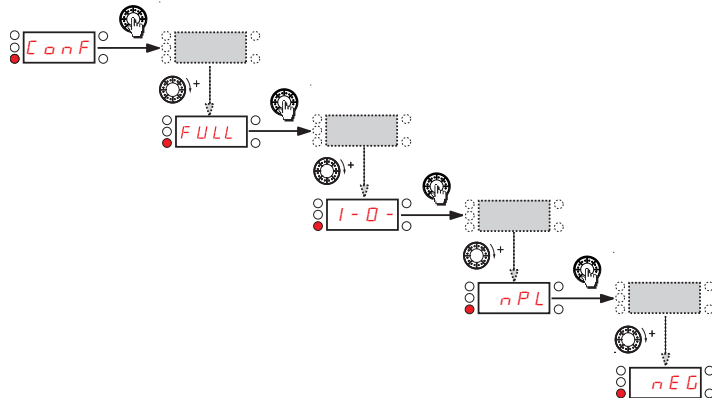 ConF
+
FULL
+
I-O-
+
nPL
+
nEG